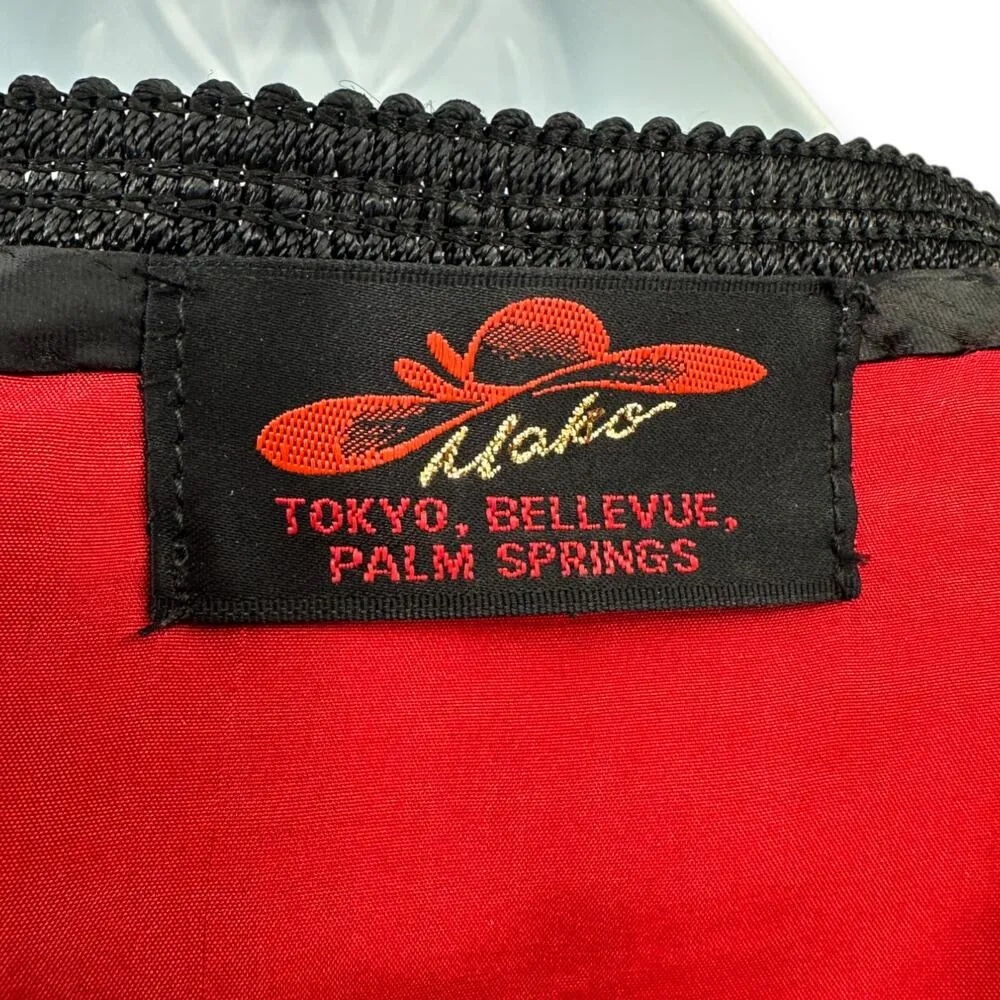 Mako
TOKYO, BELLEVUE,
PALM SPRINGS